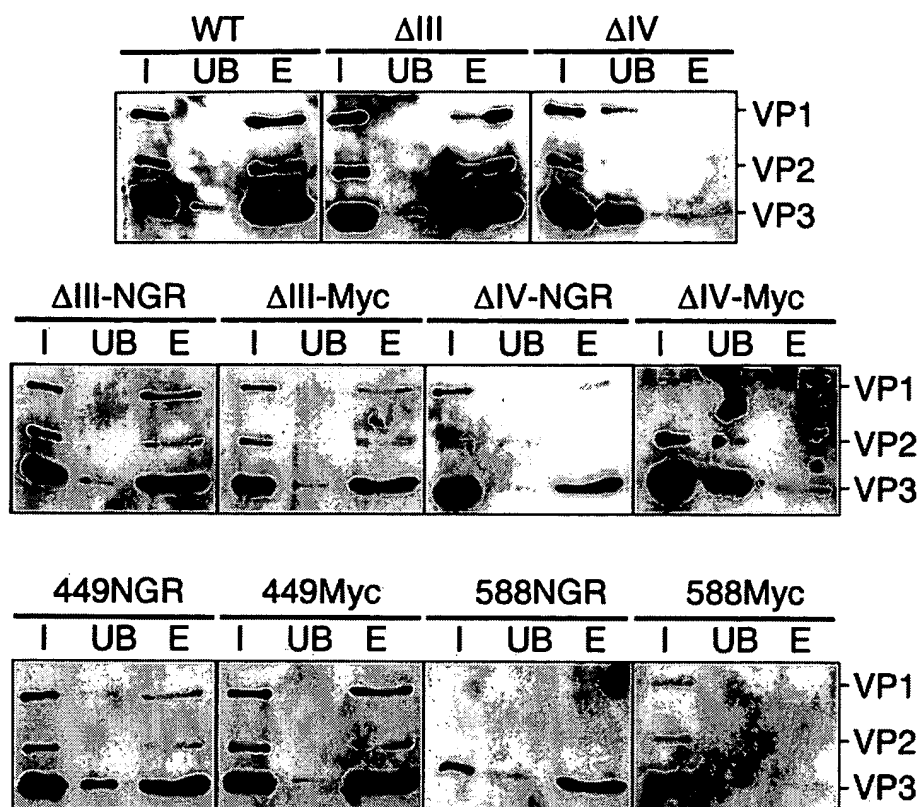 WT ΔIII ΔIV
I UB E I UB E I UB E
VP1
VP2
VP3
ΔIII-NGR ΔIII-Myc ΔIV-NGR ΔIV-Myc
I UB E I UB E I UB E I UB E
VP1
VP2
VP3
449NGR 449Myc 588NGR 588Myc
I UB E I UB E I UB E I UB E
VP1
VP2
VP3